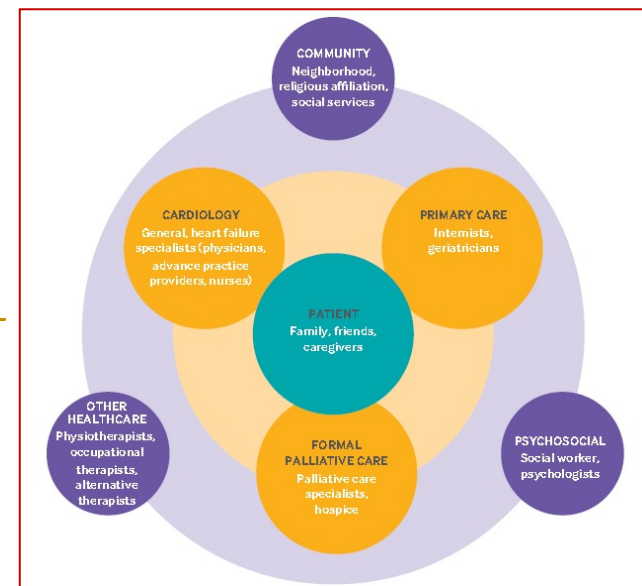 COMMUNITY
Neighborhood,
religious affiliation,
social services
CARDIOLOGY
General, heart failure
specialists (physicians,
advance practice
providers, nurses)
PRIMARY CARE
Internists,
geriatricians
PATIENT
Family, friends,
caregivers
OTHER
HEALTHCARE
Physiotherapists,
occupational
therapists,
alternative
therapists
FORMAL
PALLIATIVE CARE
Palliative care
specialists,
hospice
PSYCHOSOCIAL
Social worker,
psychologists